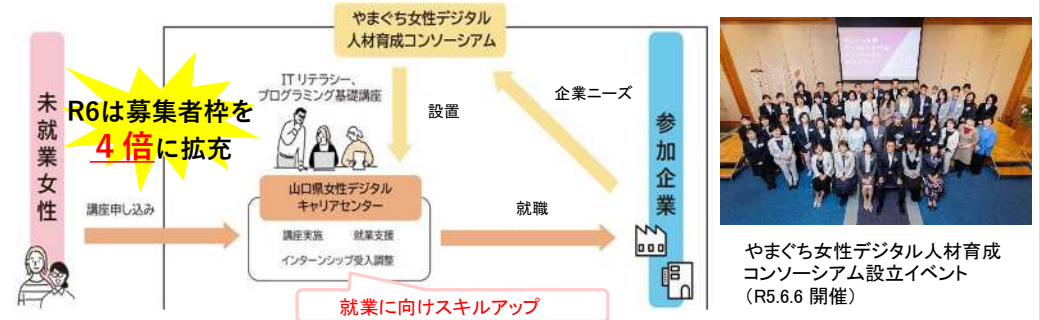 やまぐち女性デジタル
人材育成コンソーシアム
未就業女性
R6は募集者枠を
4倍に拡充
ITリテラシー、
プログラミング基礎講座
設置
企業ニーズ
参加企業
講座申し込み
山口県女性デジタル
キャリアセンター
講座実施 就業支援
インターンシップ受入調整
就職
就業に向けスキルアップ
やまぐち女性デジタル人材育成
コンソーシアム設立イベント
（R5.6.6 開催）